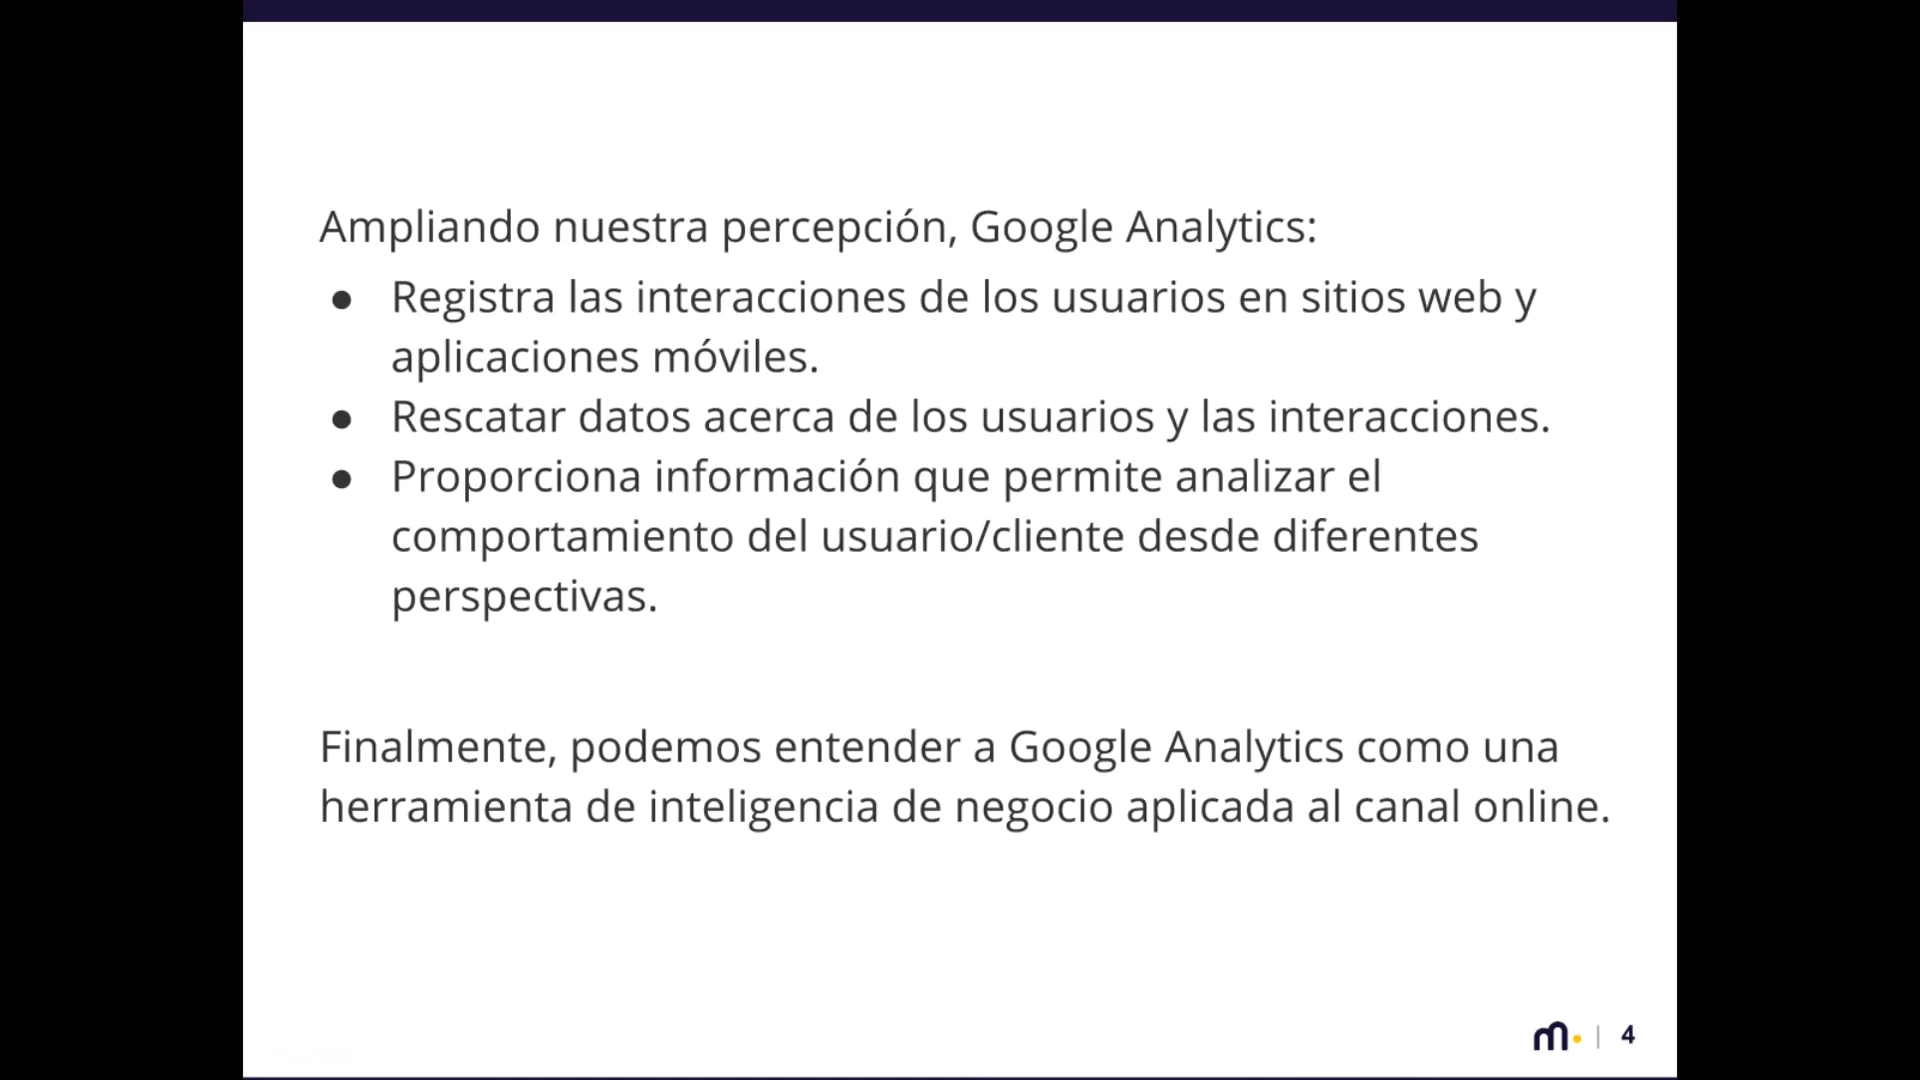 Ampliando nuestra percepción, Google Analytics:
● Registra las interacciones de los usuarios en sitios web y
aplicaciones móviles.
● Rescatar datos acerca de los usuarios y las interacciones.
● Proporciona información que permite analizar el
comportamiento del usuario/cliente desde diferentes
perspectivas.
Finalmente, podemos entender a Google Analytics como una
herramienta de inteligencia de negocio aplicada al canal online.
m. | 4